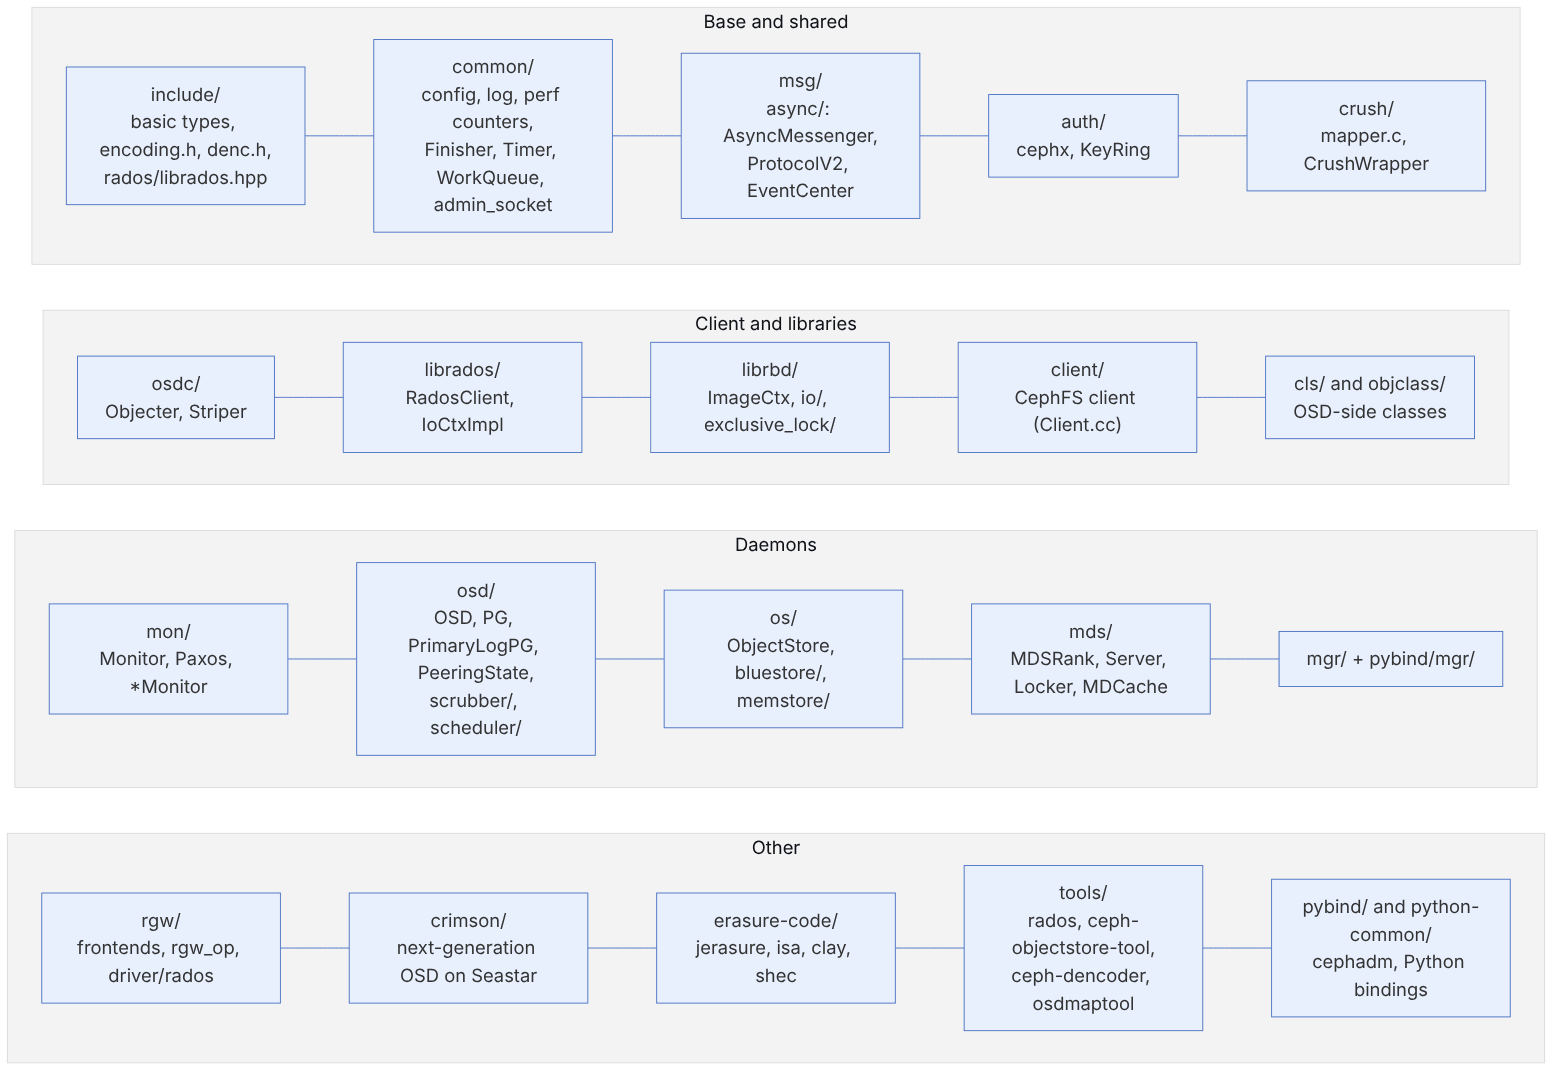 Base and shared
include/
basic types,
encoding.h, denc.h,
rados/librados.hpp
common/
config, log, perf
counters,
Finisher, Timer,
WorkQueue,
admin_socket
msg/
async/:
AsyncMessenger,
ProtocolV2,
EventCenter
auth/
cephx, KeyRing
crush/
mapper.c,
CrushWrapper
Client and libraries
osdc/
Objecter, Striper
librados/
RadosClient,
IoCtxImpl
librbd/
ImageCtx, io/,
exclusive_lock/
client/
CephFS client
(Client.cc)
cls/ and objclass/
OSD-side classes
Daemons
mon/
Monitor, Paxos,
*Monitor
osd/
OSD, PG,
PrimaryLogPG,
PeeringState,
scrubber/,
scheduler/
os/
ObjectStore,
bluestore/,
memstore/
mds/
MDSRank, Server,
Locker, MDCache
mgr/ + pybind/mgr/
Other
rgw/
frontends, rgw_op,
driver/rados
crimson/
next-generation
OSD on Seastar
erasure-code/
jerasure, isa, clay,
shec
tools/
rados, ceph-
objectstore-tool,
ceph-dencoder,
osdmaptool
pybind/ and python-
common/
cephadm, Python
bindings